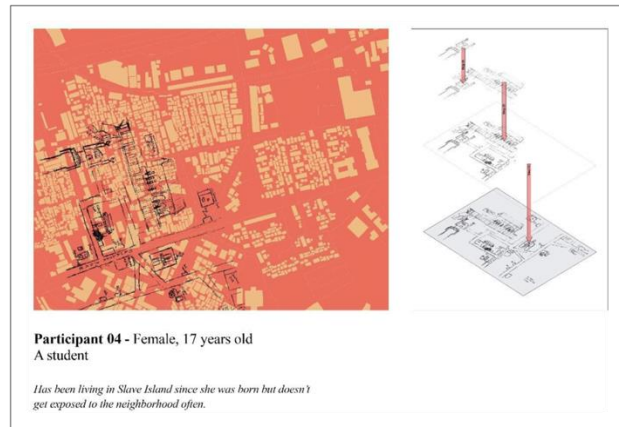 Participant 04 - Female, 17 years old
A student
Has been living in Slave Island since she was born but doesn't
get exposed to the neighborhood often.